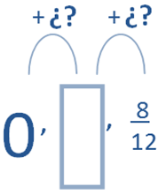 +¿? +¿?
0, , 8/12